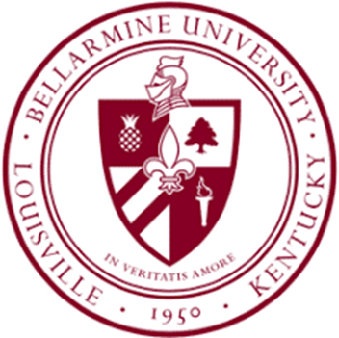 · BELLARMINE UNIVERSITY ·
LOUISVILLE · 1950 · KENTUCKY
IN VERITATIS AMORE